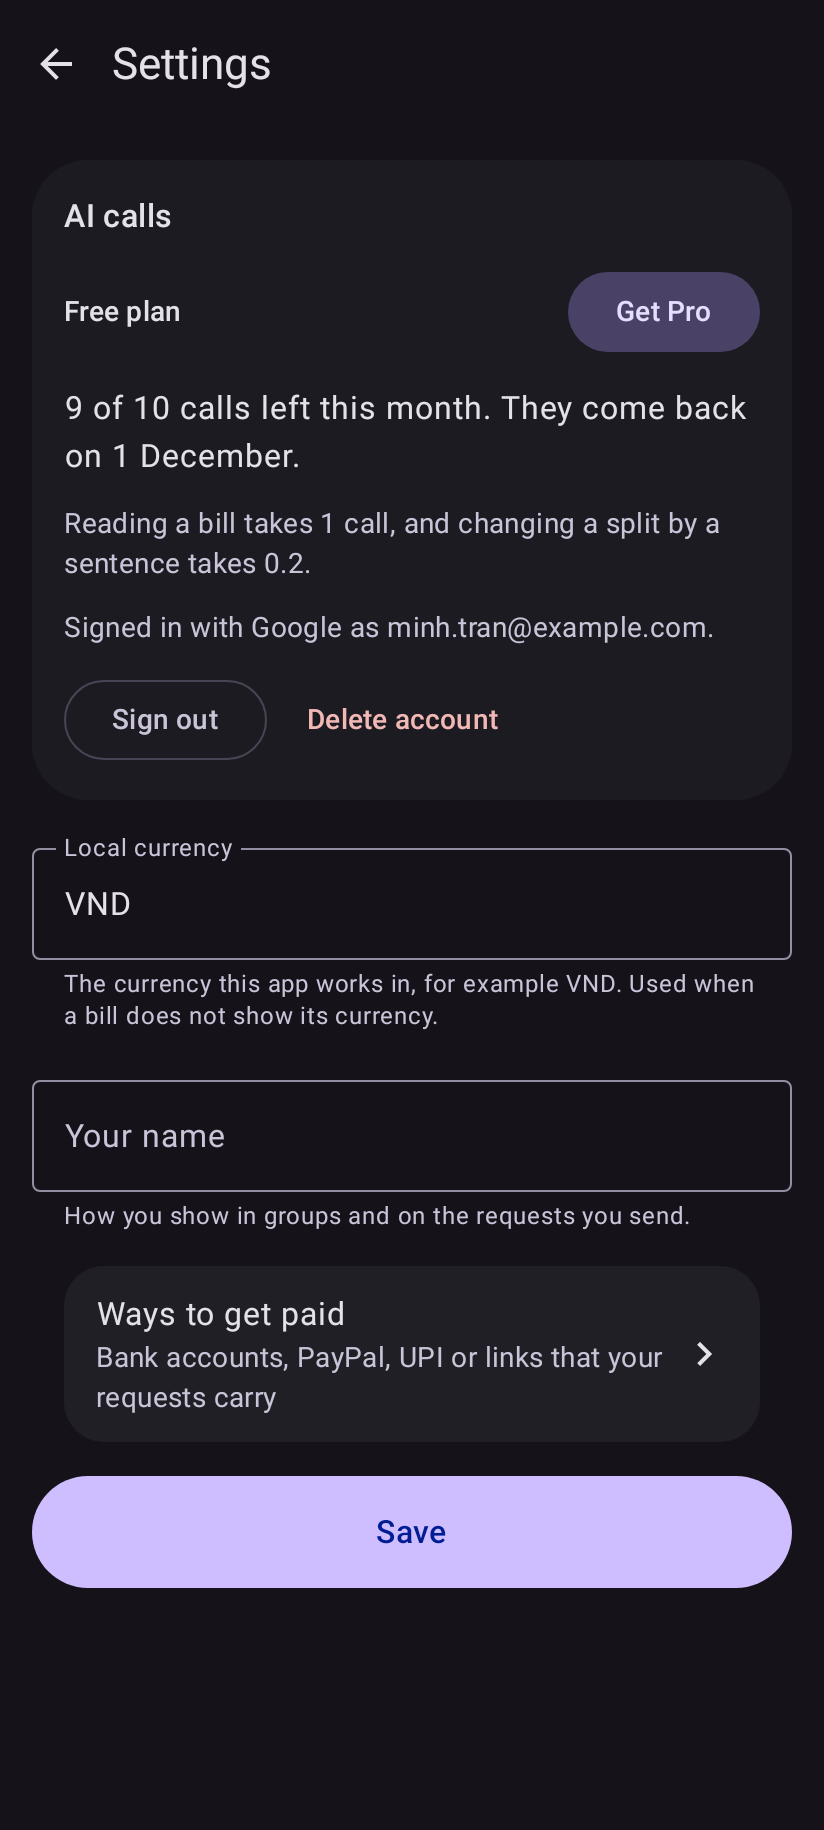 Settings
AI calls
Free plan
Get Pro
9 of 10 calls left this month. They come back
on 1 December.
Reading a bill takes 1 call, and changing a split by a
sentence takes 0.2.
Signed in with Google as minh.tran@example.com.
Sign out
Delete account
Local currency
VND
The currency this app works in, for example VND. Used when
a bill does not show its currency.
Your name
How you show in groups and on the requests you send.
Ways to get paid
Bank accounts, PayPal, UPI or links that your
requests carry
Save